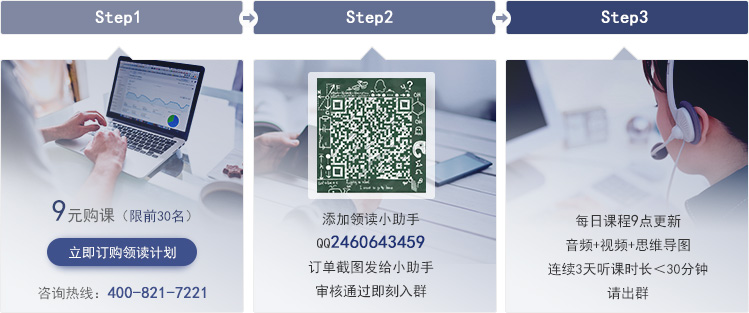 Step1
Step2
Step3
9元购课（限前30名）
立即订购领读计划
咨询热线：400-821-7221
添加领读小助手
QQ2460643459
订单截图发给小助手
审核通过即刻入群
每日课程9点更新
音频+视频+思维导图
连续3天听课时长＜30分钟
请出群